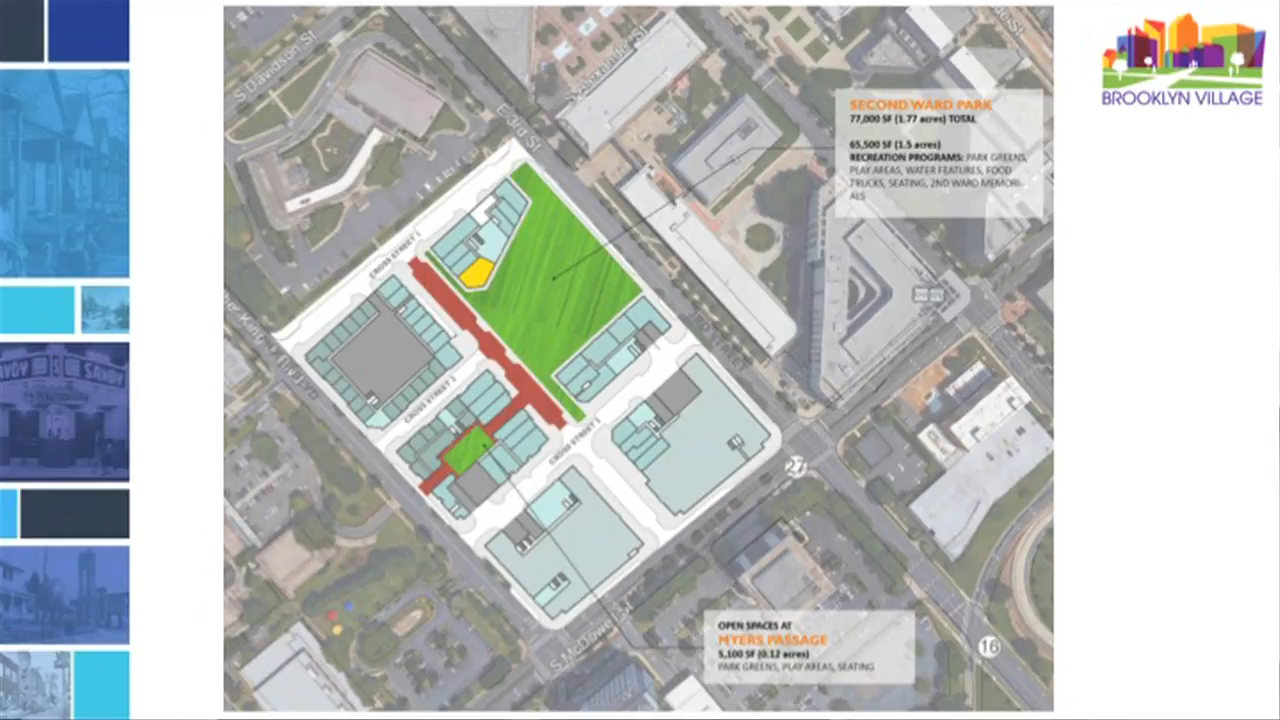 S Davidson St
S Alexander St
E 3rd St
BROOKLYN VILLAGE
SECOND WARD PARK
77,000 SF (1.77 acres) TOTAL
65,500 SF (1.5 acres)
RECREATION PROGRAMS: PARK GREENS,
PLAY AREAS, WATER FEATURES, FOOD
TRUCKS, SEATING, 2ND WARD MEMORI-
ALS
CROSS STREET 1
CROSS STREET 2
CROSS STREET 3
SAVOY
27
16
S McDowell St
OPEN SPACES AT
MYERS PASSAGE
5,100 SF (0.12 acres)
PARK GREENS, PLAY AREAS, SEATING